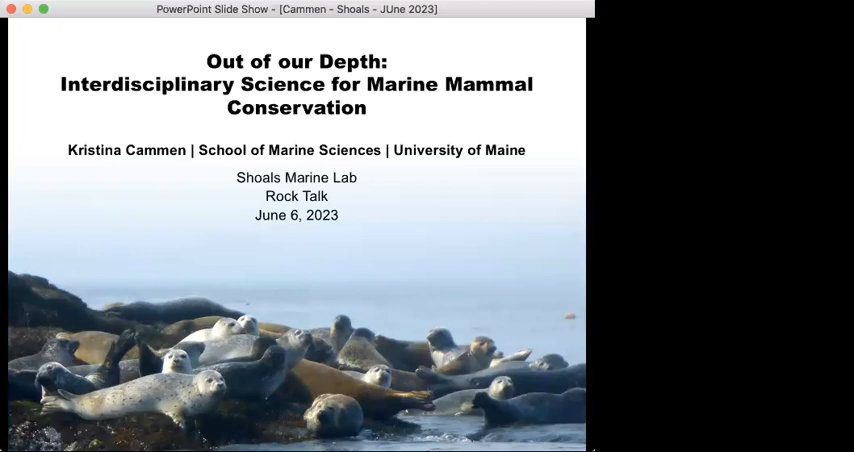 PowerPoint Slide Show - [Cammen - Shoals - JUne 2023]
Out of our Depth:
Interdisciplinary Science for Marine Mammal
Conservation
Kristina Cammen | School of Marine Sciences | University of Maine
Shoals Marine Lab
Rock Talk
June 6, 2023